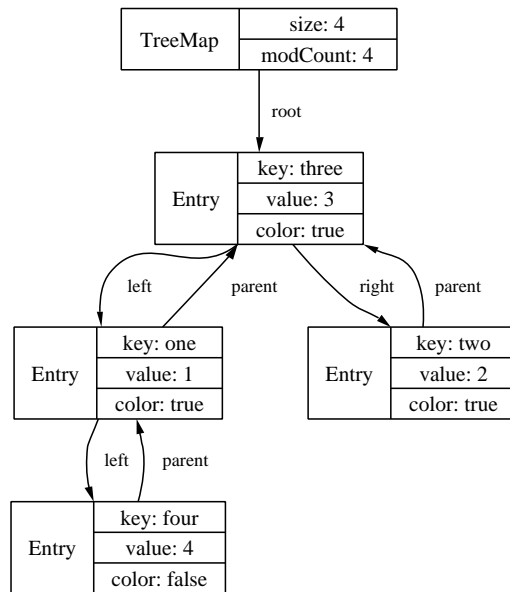 TreeMap
size: 4
modCount: 4
root
Entry
key: three
value: 3
color: true
left
parent
right
parent
Entry
key: one
value: 1
color: true
Entry
key: two
value: 2
color: true
left
parent
Entry
key: four
value: 4
color: false